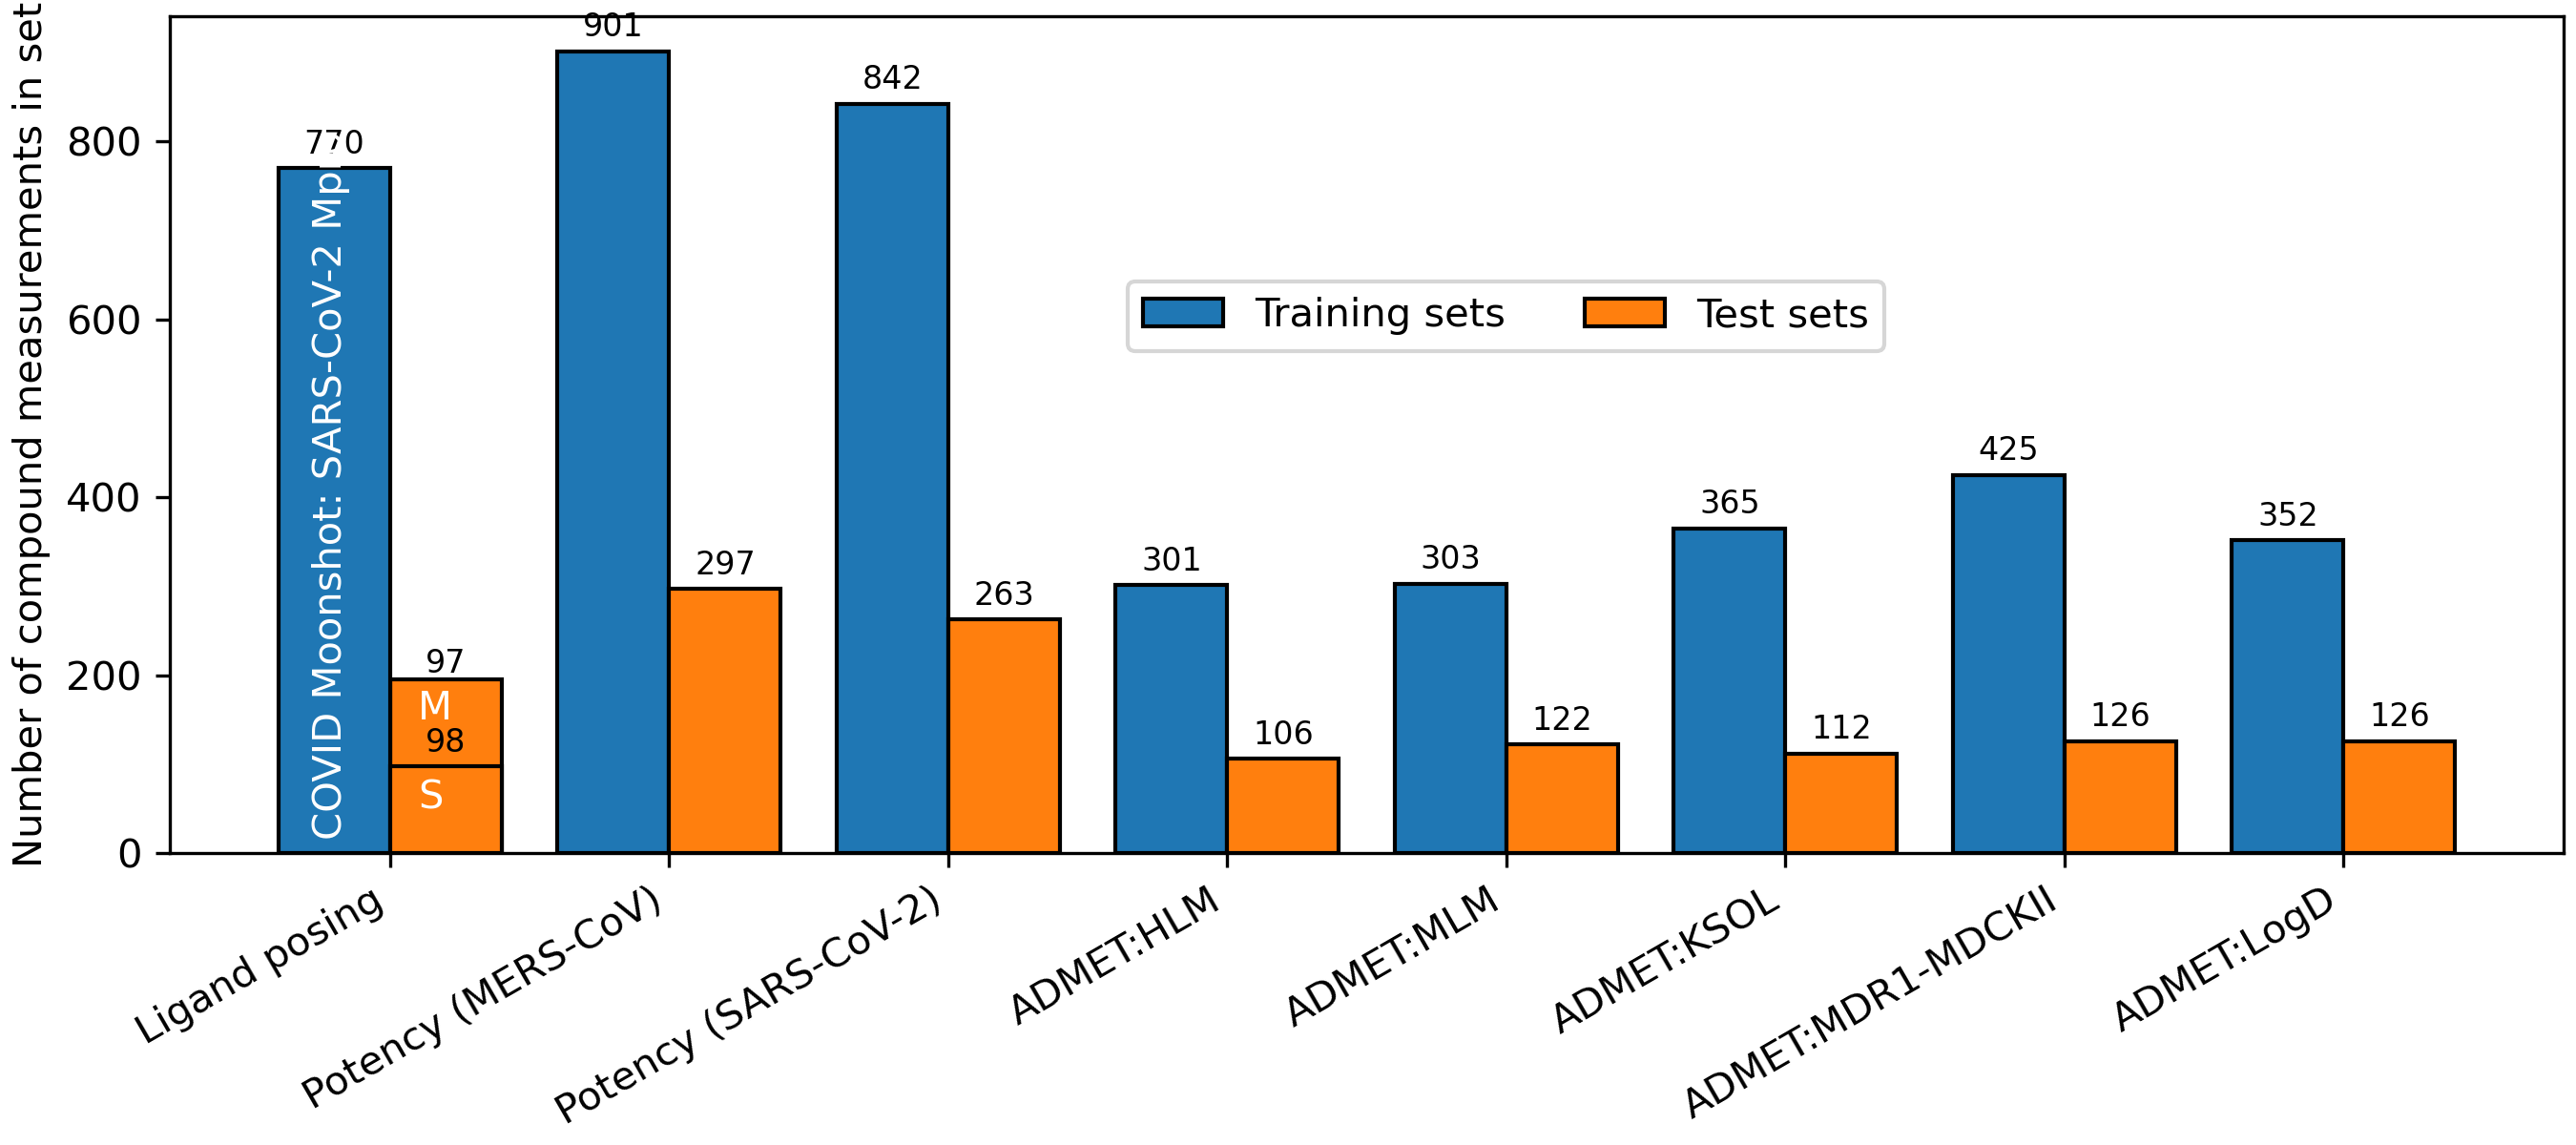 Number of compound measurements in set
800
600
400
200
0
770
901
842
COVID Moonshot: SARS-CoV-2 Mp
97
M
98
S
297
263
301
106
303
122
365
112
425
126
352
126
Training sets
Test sets
Ligand posing
Potency (MERS-CoV)
Potency (SARS-CoV-2)
ADMET:HLM
ADMET:MLM
ADMET:KSOL
ADMET:MDR1-MDCKII
ADMET:LogD